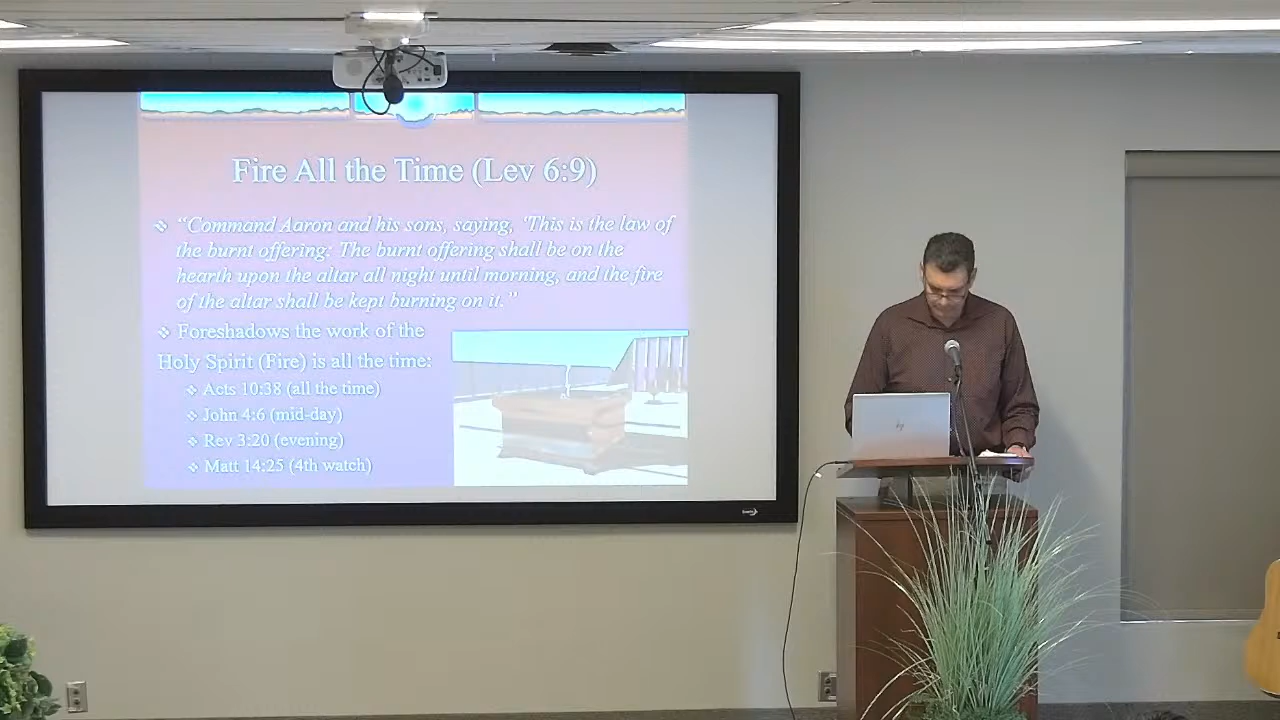 Fire All the Time (Lev 6:9)
“Command Aaron and his sons, saying, ‘This is the law of
the burnt offering: The burnt offering shall be on the
hearth upon the altar all night until morning, and the fire
of the altar shall be kept burning on it.”
Foreshadows the work of the
Holy Spirit (Fire) is all the time:
Acts 10:38 (all the time)
John 4:6 (mid-day)
Rev 3:20 (evening)
Matt 14:25 (4th watch)
hp